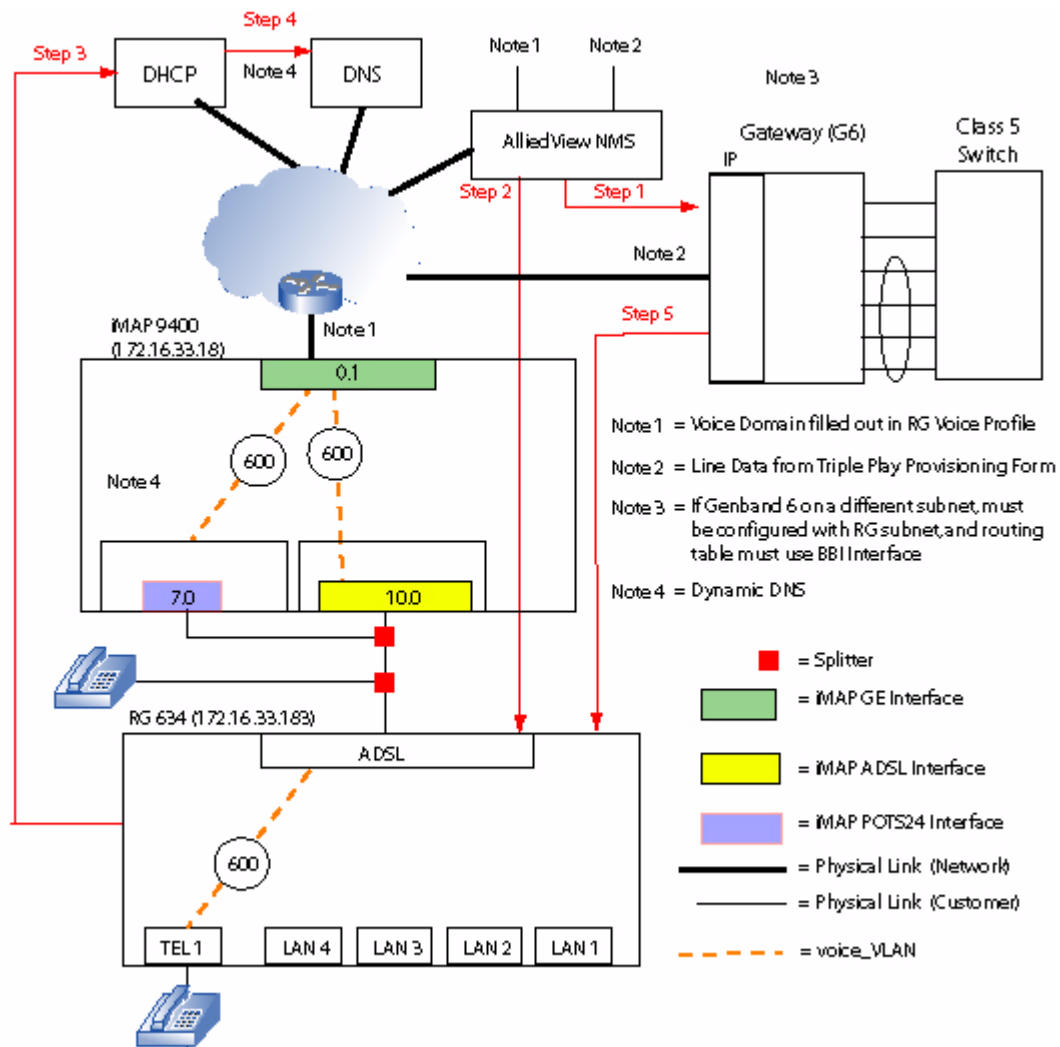 Step 4
Step 3
Note 1
Note 2
DHCP
Note 4
DNS
Note 3
AlliedView NMS
Gateway (G6)
Class 5
Switch
IP
Step 2
Step 1
Note 2
Step 5
iMAP 9400
(172.16.33.18)
Note 1
0.1
600
600
Note 4
7.0
10.0
Note 1 = Voice Domain filled out in RG Voice Profile
Note 2 = Line Data from Triple Play Provisioning Form
Note 3 = If Genband 6 on a different subnet, must
be configured with RG subnet, and routing
table must use BBI Interface
Note 4 = Dynamic DNS
= Splitter
= iMAP GE Interface
= iMAP ADSL Interface
= iMAP POTS24 Interface
= Physical Link (Network)
= Physical Link (Customer)
= voice_VLAN
RG 634 (172.16.33.183)
ADSL
600
TEL 1
LAN 4
LAN 3
LAN 2
LAN 1